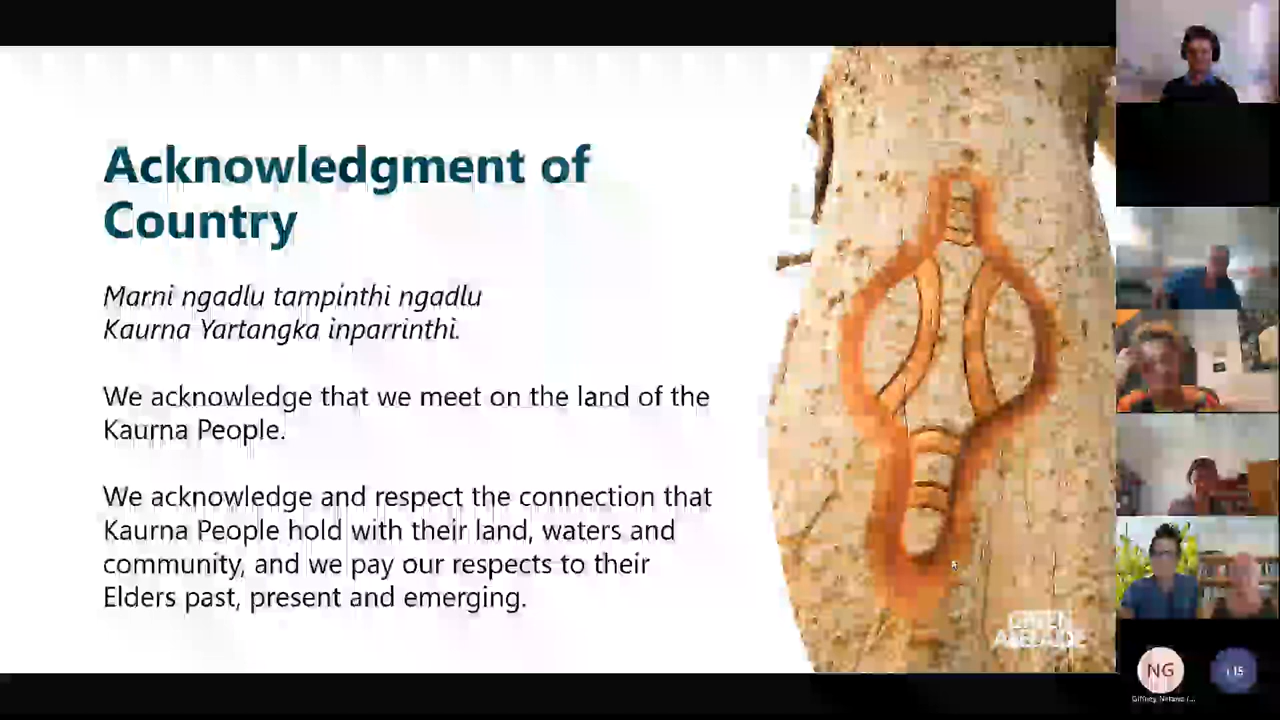 Acknowledgment of
Country
Marni ngadlu tampinthi ngadlu
Kaurna Yartangka inparrinthi.
We acknowledge that we meet on the land of the
Kaurna People.
We acknowledge and respect the connection that
Kaurna People hold with their land, waters and
community, and we pay our respects to their
Elders past, present and emerging.
GREEN
ADELAIDE
NG
+15